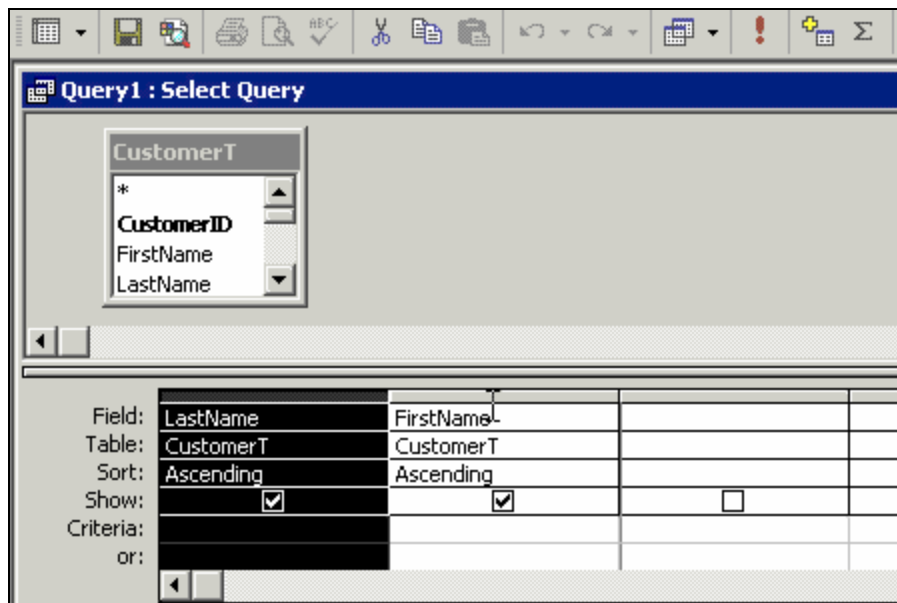 ABC
Query1 : Select Query
CustomerT
*
CustomerID
FirstName
LastName
Field: LastName FirstName
Table: CustomerT CustomerT
Sort: Ascending Ascending
Show:
Criteria:
or: